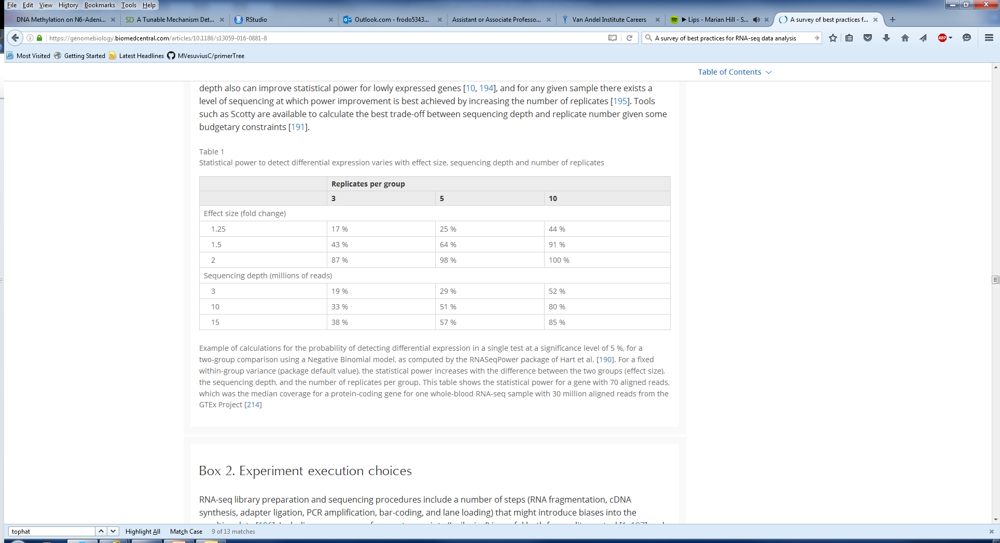 File Edit View History Bookmarks Tools Help
DNA Methylation on N6-Adeni... SD A Tunable Mechanism Det... RStudio Outlook.com - frodo5343... Assistant or Associate Professo... Van Andel Institute Careers Lips - Marian Hill - S... A survey of best practices f...
https://genomebiology.biomedcentral.com/articles/10.1186/s13059-016-0881-8 A survey of best practices for RNA-seq data analysis ABP
Most Visited Getting Started Latest Headlines MVesuviusC/primerTree
Table of Contents
depth also can improve statistical power for lowly expressed genes [10, 194], and for any given sample there exists a
level of sequencing at which power improvement is best achieved by increasing the number of replicates [195]. Tools
such as Scotty are available to calculate the best trade-off between sequencing depth and replicate number given some
budgetary constraints [191].
Table 1
Statistical power to detect differential expression varies with effect size, sequencing depth and number of replicates
Replicates per group
3 5 10
Effect size (fold change)
1.25 17 % 25 % 44 %
1.5 43 % 64 % 91 %
2 87 % 98 % 100 %
Sequencing depth (millions of reads)
3 19 % 29 % 52 %
10 33 % 51 % 80 %
15 38 % 57 % 85 %
Example of calculations for the probability of detecting differential expression in a single test at a significance level of 5 %, for a
two-group comparison using a Negative Binomial model, as computed by the RNASeqPower package of Hart et al. [190]. For a fixed
within-group variance (package default value), the statistical power increases with the difference between the two groups (effect size),
the sequencing depth, and the number of replicates per group. This table shows the statistical power for a gene with 70 aligned reads,
which was the median coverage for a protein-coding gene for one whole-blood RNA-seq sample with 30 million aligned reads from the
GTEx Project [214]
Box 2. Experiment execution choices
RNA-seq library preparation and sequencing procedures include a number of steps (RNA fragmentation, cDNA
synthesis, adapter ligation, PCR amplification, bar-coding, and lane loading) that might introduce biases into the
tophat Highlight All Match Case 9 of 13 matches